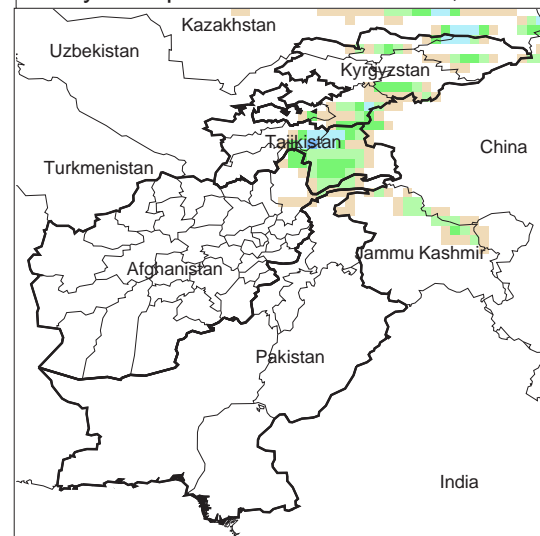 Kazakhstan
Uzbekistan
Kyrgyzstan
Tajikistan
China
Turkmenistan
Jammu Kashmir
Afghanistan
Pakistan
India